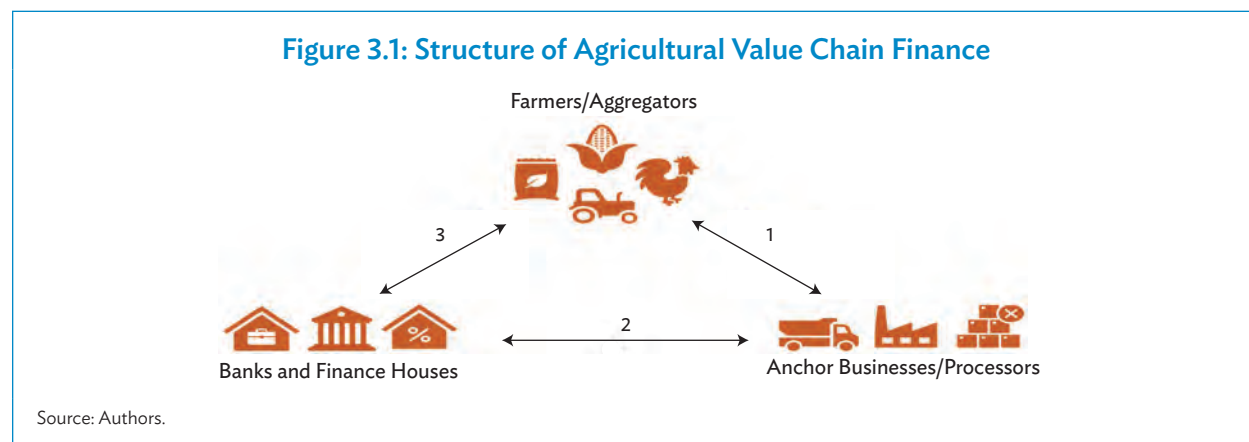 Figure 3.1: Structure of Agricultural Value Chain Finance
Farmers/Aggregators
3
1
2
Banks and Finance Houses
Anchor Businesses/Processors
Source: Authors.